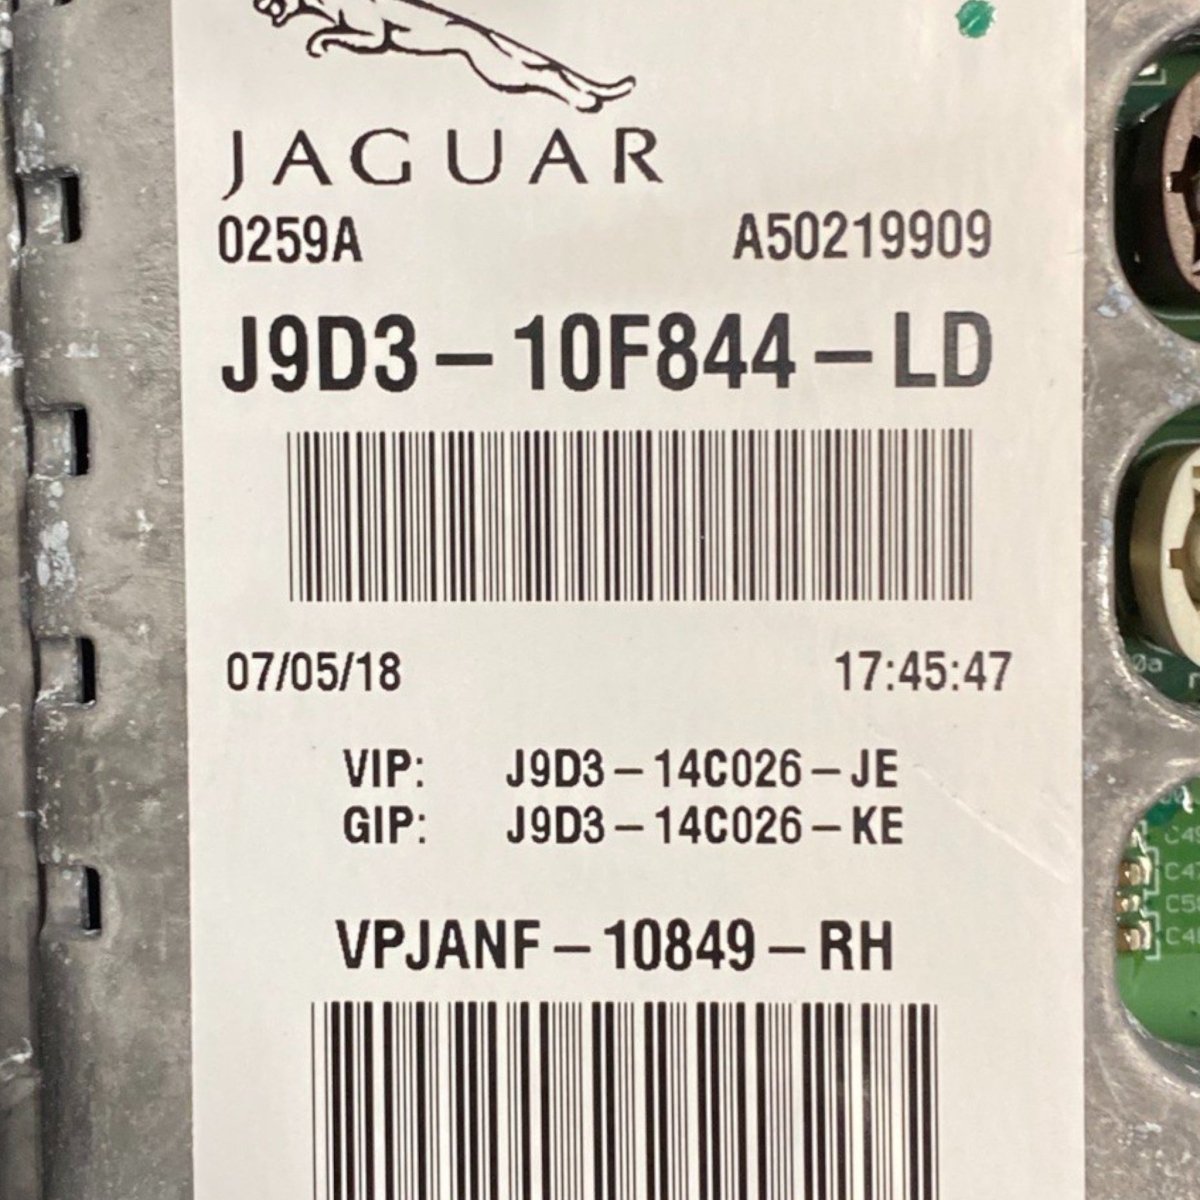 JAGUAR
0259A A50219909
J9D3-10F844-LD
07/05/18 17:45:47
VIP: J9D3-14C026-JE
GIP: J9D3-14C026-KE
VPJANF-10849-RH